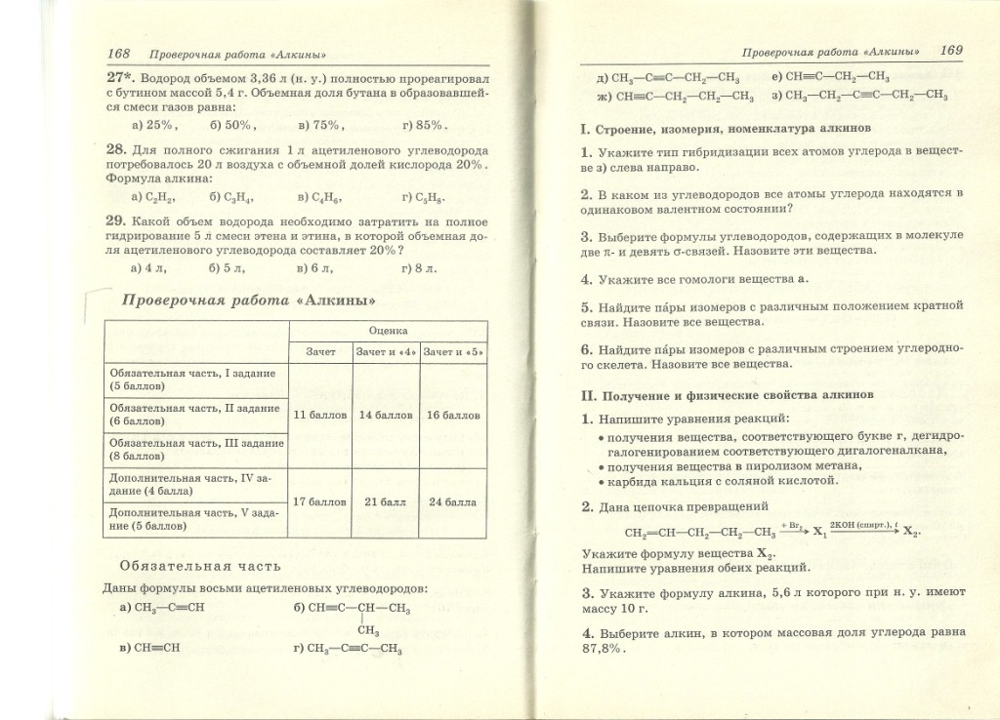 168 Проверочная работа «Алкины»
27*. Водород объемом 3,36 л (н. у.) полностью прореагировал
с бутином массой 5,4 г. Объемная доля бутана в образовавшей-
ся смеси газов равна:
а) 25%, б) 50%, в) 75%, г) 85%.
28. Для полного сжигания 1 л ацетиленового углеводорода
потребовалось 20 л воздуха с объемной долей кислорода 20%.
Формула алкина:
а) C₂H₂, б) C₃H₄, в) C₄H₆, г) C₅H₈.
29. Какой объем водорода необходимо затратить на полное
гидрирование 5 л смеси этена и этина, в которой объемная до-
ля ацетиленового углеводорода составляет 20%?
а) 4 л, б) 5 л, в) 6 л, г) 8 л.
Проверочная работа «Алкины»
Оценка
Зачет Зачет и «4» Зачет и «5»
Обязательная часть, I задание
(5 баллов)
Обязательная часть, II задание
(6 баллов)
11 баллов 14 баллов 16 баллов
Обязательная часть, III задание
(8 баллов)
Дополнительная часть, IV за-
дание (4 балла)
17 баллов 21 балл 24 балла
Дополнительная часть, V зада-
ние (5 баллов)
Обязательная часть
Даны формулы восьми ацетиленовых углеводородов:
а) CH₃—C≡CH б) CH≡C—CH—CH₃
|
CH₃
в) CH≡CH г) CH₃—C≡C—CH₃
Проверочная работа «Алкины» 169
д) CH₃—C≡C—CH₂—CH₃ е) CH≡C—CH₂—CH₃
ж) CH≡C—CH₂—CH₂—CH₃ з) CH₃—CH₂—C≡C—CH₂—CH₃
I. Строение, изомерия, номенклатура алкинов
1. Укажите тип гибридизации всех атомов углерода в вещест-
ве з) слева направо.
2. В каком из углеводородов все атомы углерода находятся в
одинаковом валентном состоянии?
3. Выберите формулы углеводородов, содержащих в молекуле
две π- и девять σ-связей. Назовите эти вещества.
4. Укажите все гомологи вещества а.
5. Найдите па́ры изомеров с различным положением кратной
связи. Назовите все вещества.
6. Найдите па́ры изомеров с различным строением углеродно-
го скелета. Назовите все вещества.
II. Получение и физические свойства алкинов
1. Напишите уравнения реакций:
• получения вещества, соответствующего букве г, дегидро-
галогенированием соответствующего дигалогеналкана,
• получения вещества в пиролизом метана,
• карбида кальция с соляной кислотой.
2. Дана цепочка превращений
CH₂=CH—CH₂—CH₂—CH₃ + Br₂→ X₁ 2KOH (спирт.), t→ X₂.
Укажите формулу вещества X₂.
Напишите уравнения обеих реакций.
3. Укажите формулу алкина, 5,6 л которого при н. у. имеют
массу 10 г.
4. Выберите алкин, в котором массовая доля углерода равна
87,8%.